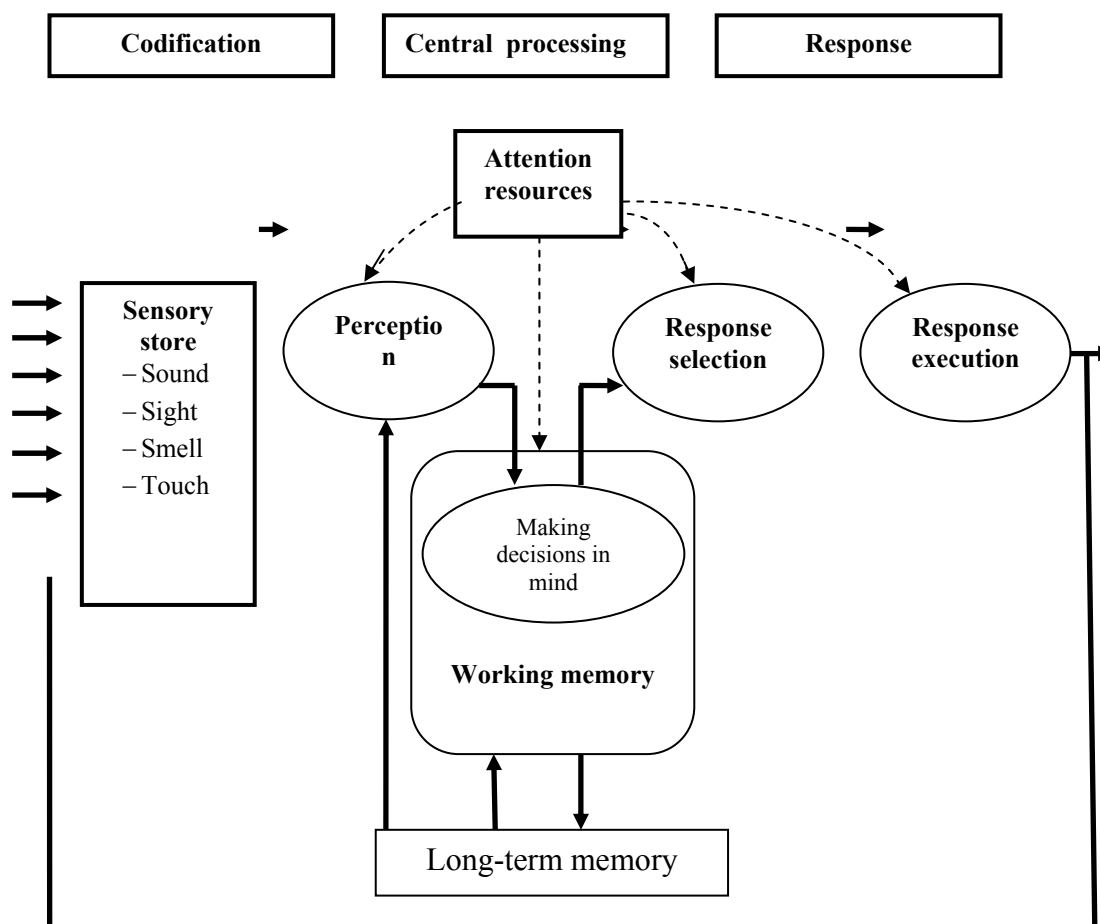 Codification
Central processing
Response
Attention
resources
Sensory
store
– Sound
– Sight
– Smell
– Touch
Perceptio
n
Response
selection
Response
execution
Making
decisions in
mind
Working memory
Long-term memory